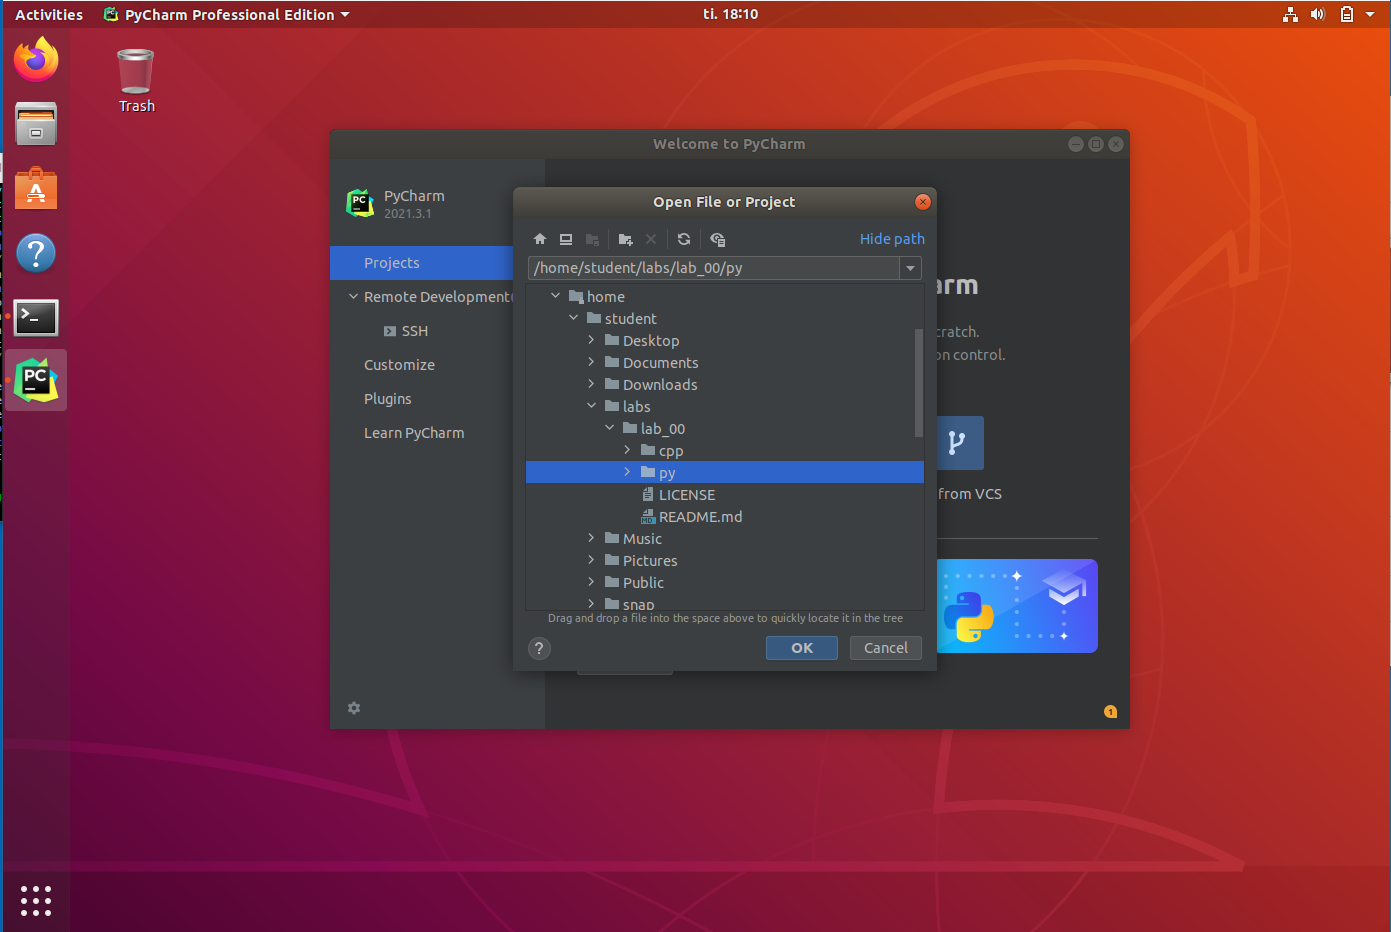 Activities
PyCharm Professional Edition
ti. 18:10
Trash
Welcome to PyCharm
PC
PyCharm
2021.3.1
Projects
Remote Development
SSH
Customize
Plugins
Learn PyCharm
Open File or Project
Hide path
/home/student/labs/lab_00/py
home
student
Desktop
Documents
Downloads
labs
lab_00
cpp
py
LICENSE
README.md
Music
Pictures
Public
snap
Drag and drop a file into the space above to quickly locate it in the tree
?
OK
Cancel
arm
cratch.
on control.
from VCS
1
A
?
>_
PC